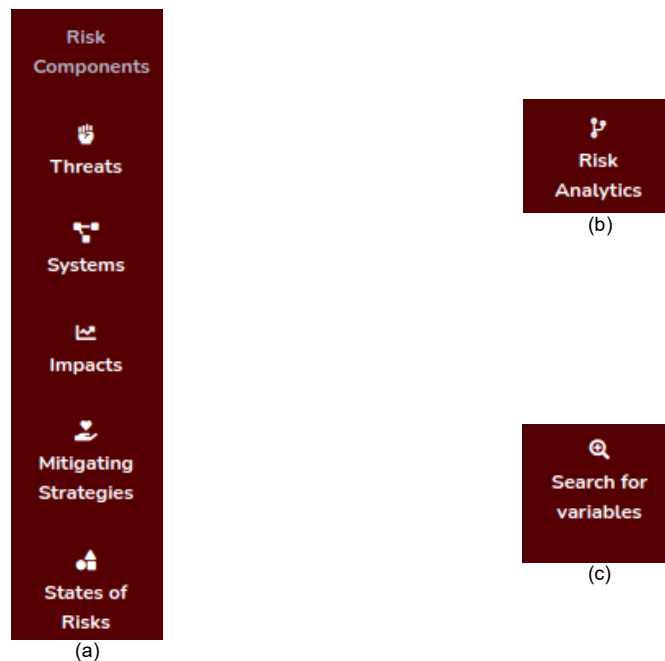 Risk
Components
Threats
Systems
Impacts
Mitigating
Strategies
States of
Risks
(a)
Risk
Analytics
(b)
Search for
variables
(c)